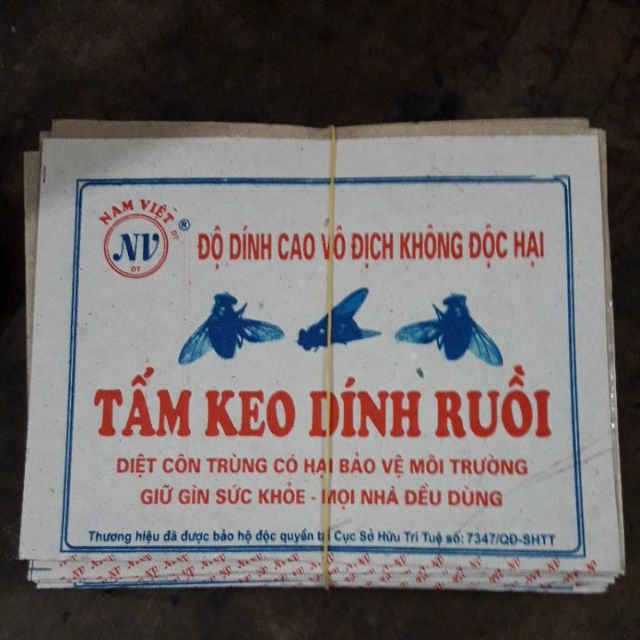 NAM VIỆT
NV
ĐT
ĐT
®
ĐỘ DÍNH CAO VÔ ĐỊCH KHÔNG ĐỘC HẠI
TẤM KEO DÍNH RUỒI
DIỆT CÔN TRÙNG CÓ HẠI BẢO VỆ MÔI TRƯỜNG
GIỮ GÌN SỨC KHỎE - MỌI NHÀ ĐỀU DÙNG
Thương hiệu đã được bảo hộ độc quyền tại Cục Sở Hữu Trí Tuệ số: 7347/QĐ-SHTT